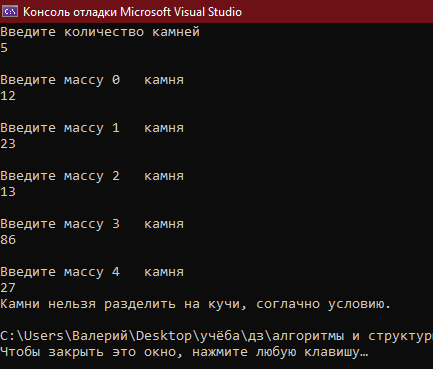 Консоль отладки Microsoft Visual Studio
Введите количество камней
5
Введите массу 0 камня
12
Введите массу 1 камня
23
Введите массу 2 камня
13
Введите массу 3 камня
86
Введите массу 4 камня
27
Камни нельзя разделить на кучи, согласно условию.
C:\Users\Валерий\Desktop\учёба\дз\алгоритмы и структур
Чтобы закрыть это окно, нажмите любую клавишу…